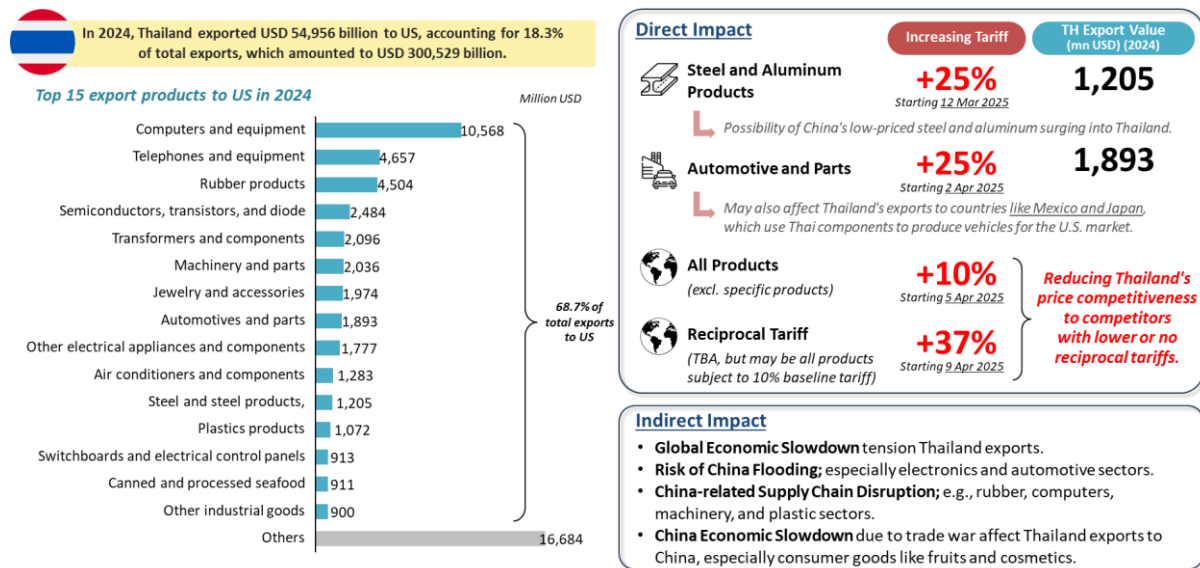 In 2024, Thailand exported USD 54,956 billion to US, accounting for 18.3%
of total exports, which amounted to USD 300,529 billion.
Top 15 export products to US in 2024
Million USD
Computers and equipment 10,568
Telephones and equipment 4,657
Rubber products 4,504
Semiconductors, transistors, and diode 2,484
Transformers and components 2,096
Machinery and parts 2,036
Jewelry and accessories 1,974
Automotives and parts 1,893
Other electrical appliances and components 1,777
Air conditioners and components 1,283
Steel and steel products, 1,205
Plastics products 1,072
Switchboards and electrical control panels 913
Canned and processed seafood 911
Other industrial goods 900
Others 16,684
68.7% of
total exports
to US
Direct Impact
Increasing Tariff
TH Export Value
(mn USD) (2024)
Steel and Aluminum
Products
+25%
Starting 12 Mar 2025
1,205
Possibility of China's low-priced steel and aluminum surging into Thailand.
Automotive and Parts
+25%
Starting 2 Apr 2025
1,893
May also affect Thailand's exports to countries like Mexico and Japan,
which use Thai components to produce vehicles for the U.S. market.
All Products
(excl. specific products)
+10%
Starting 5 Apr 2025
Reciprocal Tariff
(TBA, but may be all products
subject to 10% baseline tariff)
+37%
Starting 9 Apr 2025
Reducing Thailand's
price competitiveness
to competitors
with lower or no
reciprocal tariffs.
Indirect Impact
• Global Economic Slowdown tension Thailand exports.
• Risk of China Flooding; especially electronics and automotive sectors.
• China-related Supply Chain Disruption; e.g., rubber, computers,
machinery, and plastic sectors.
• China Economic Slowdown due to trade war affect Thailand exports to
China, especially consumer goods like fruits and cosmetics.